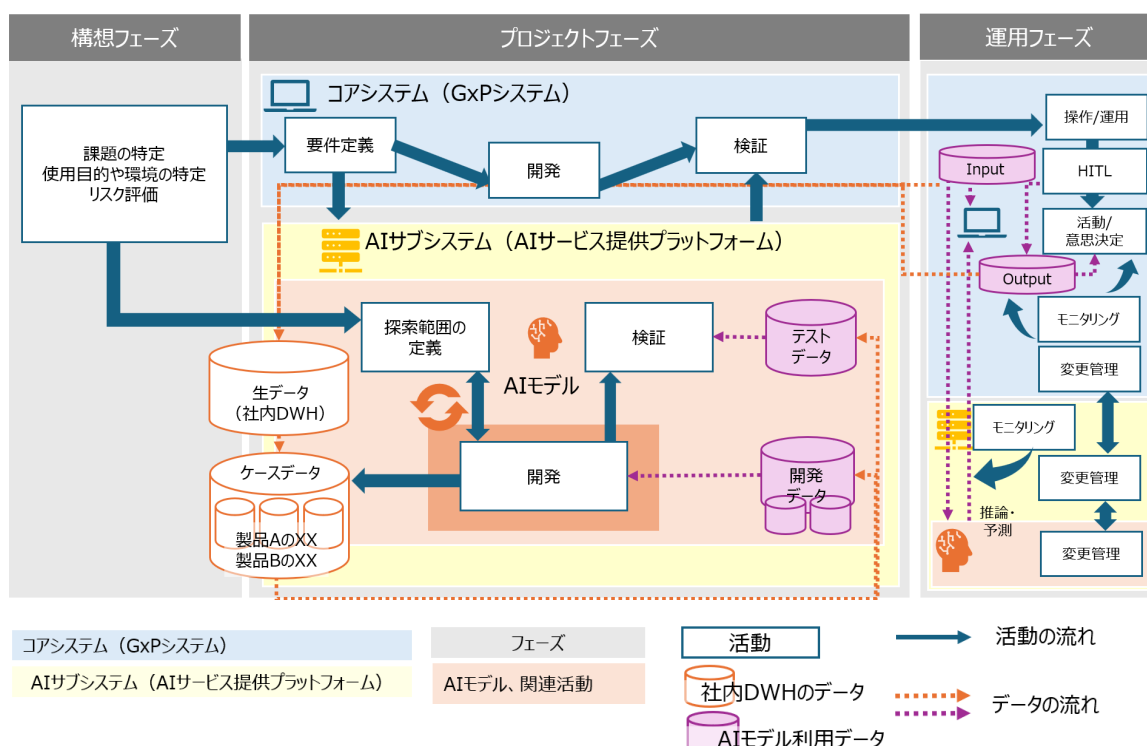 構想フェーズ
プロジェクトフェーズ
運用フェーズ
コアシステム（GxPシステム）
課題の特定
使用目的や環境の特定
リスク評価
要件定義
開発
検証
操作/運用
Input
HITL
活動/
意思決定
Output
モニタリング
変更管理
AIサブシステム（AIサービス提供プラットフォーム）
探索範囲の
定義
AIモデル
検証
テスト
データ
生データ
（社内DWH）
ケースデータ
製品AのXX
製品BのXX
開発
開発
データ
モニタリング
変更管理
推論・
予測
変更管理
コアシステム（GxPシステム）
AIサブシステム（AIサービス提供プラットフォーム）
フェーズ
AIモデル、関連活動
活動
社内DWHのデータ
AIモデル利用データ
活動の流れ
データの流れ